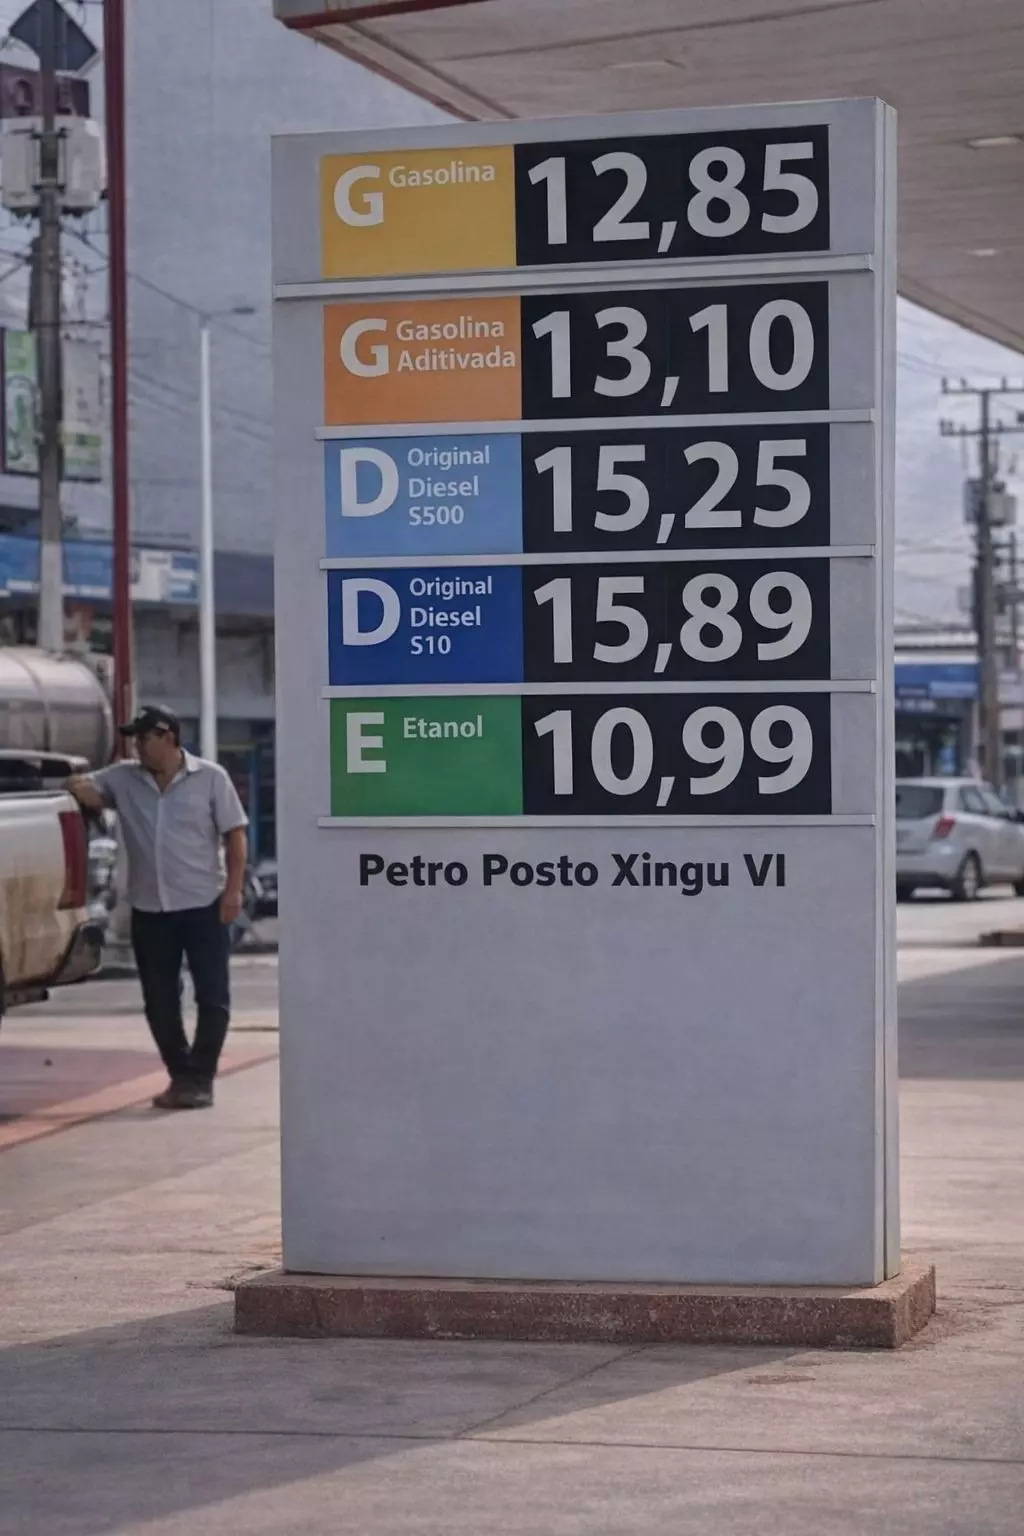 G Gasolina 12,85
G Gasolina 13,10
Aditivada
D Original 15,25
Diesel
S500
D Original 15,89
Diesel
S10
E Etanol 10,99
Petro Posto Xingu VI